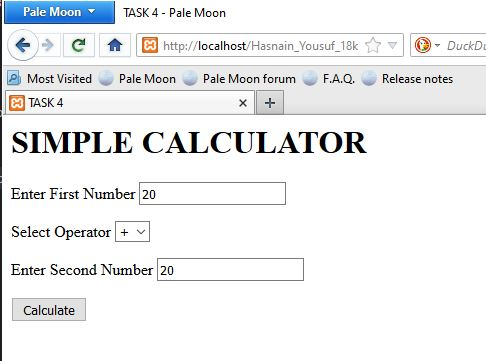 Pale Moon TASK 4 - Pale Moon
http://localhost/Hasnain_Yousuf_18k DuckDu
Most Visited Pale Moon Pale Moon forum F.A.Q. Release notes
TASK 4
SIMPLE CALCULATOR
Enter First Number 20
Select Operator +
Enter Second Number 20
Calculate